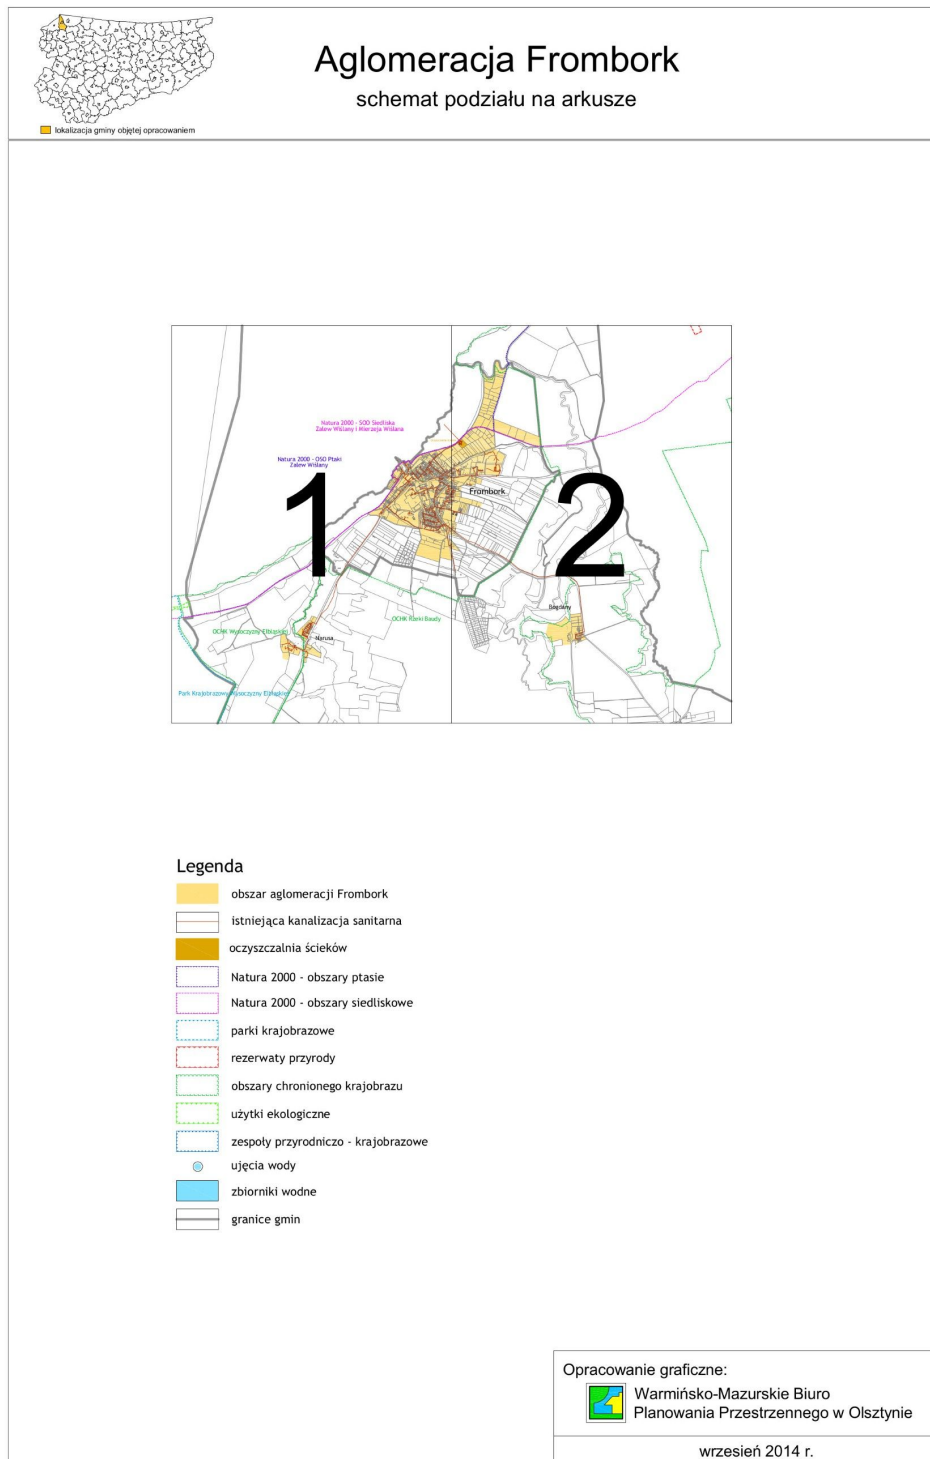 Aglomeracja Frombork
schemat podziału na arkusze
lokalizacja gminy objętej opracowaniem
Natura 2000 - SOO Siedliska
Zalew Wiślany i Mierzeja Wiślana
Natura 2000 - OSO Ptaki
Zalew Wiślany
1
2
Frombork
Bogdany
OCHK Rzeki Baudy
OCHK Wysoczyzny Elbląskiej
Narusa
Park Krajobrazowy Wysoczyzny Elbląskiej
Legenda
obszar aglomeracji Frombork
istniejąca kanalizacja sanitarna
oczyszczalnia ścieków
Natura 2000 - obszary ptasie
Natura 2000 - obszary siedliskowe
parki krajobrazowe
rezerwaty przyrody
obszary chronionego krajobrazu
użytki ekologiczne
zespoły przyrodniczo - krajobrazowe
ujęcia wody
zbiorniki wodne
granice gmin
Opracowanie graficzne:
Warmińsko-Mazurskie Biuro
Planowania Przestrzennego w Olsztynie
wrzesień 2014 r.